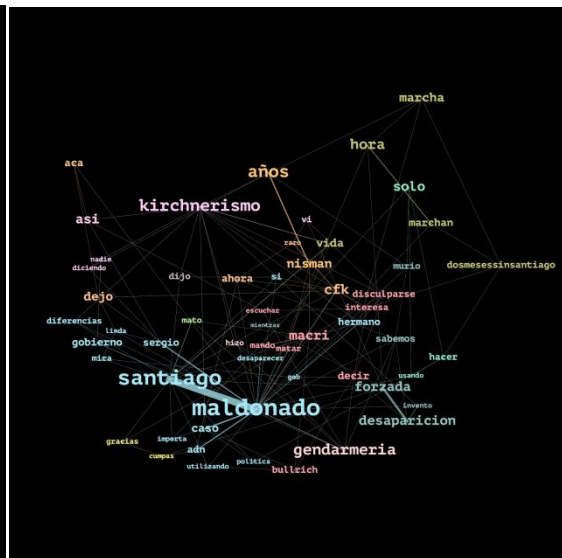 marcha
hora
aca
años
solo
kirchnerismo
asi
vi
marchan
raro
vida
nadie
diciendo
dijo
ahora
si
nisman
murio
dosmesessinsantiago
dejo
cfk
disculparse
interesa
escuchar
diferencias
linda
mato
mientras
hermano
gobierno
sergio
hizo
mando
macri
matar
sabemos
mira
desaparecer
hacer
santiago
gob
decir
usando
forzada
maldonado
invento
caso
desaparicion
gracias
importa
adn
gendarmeria
cumpas
utilizando
politica
bullrich